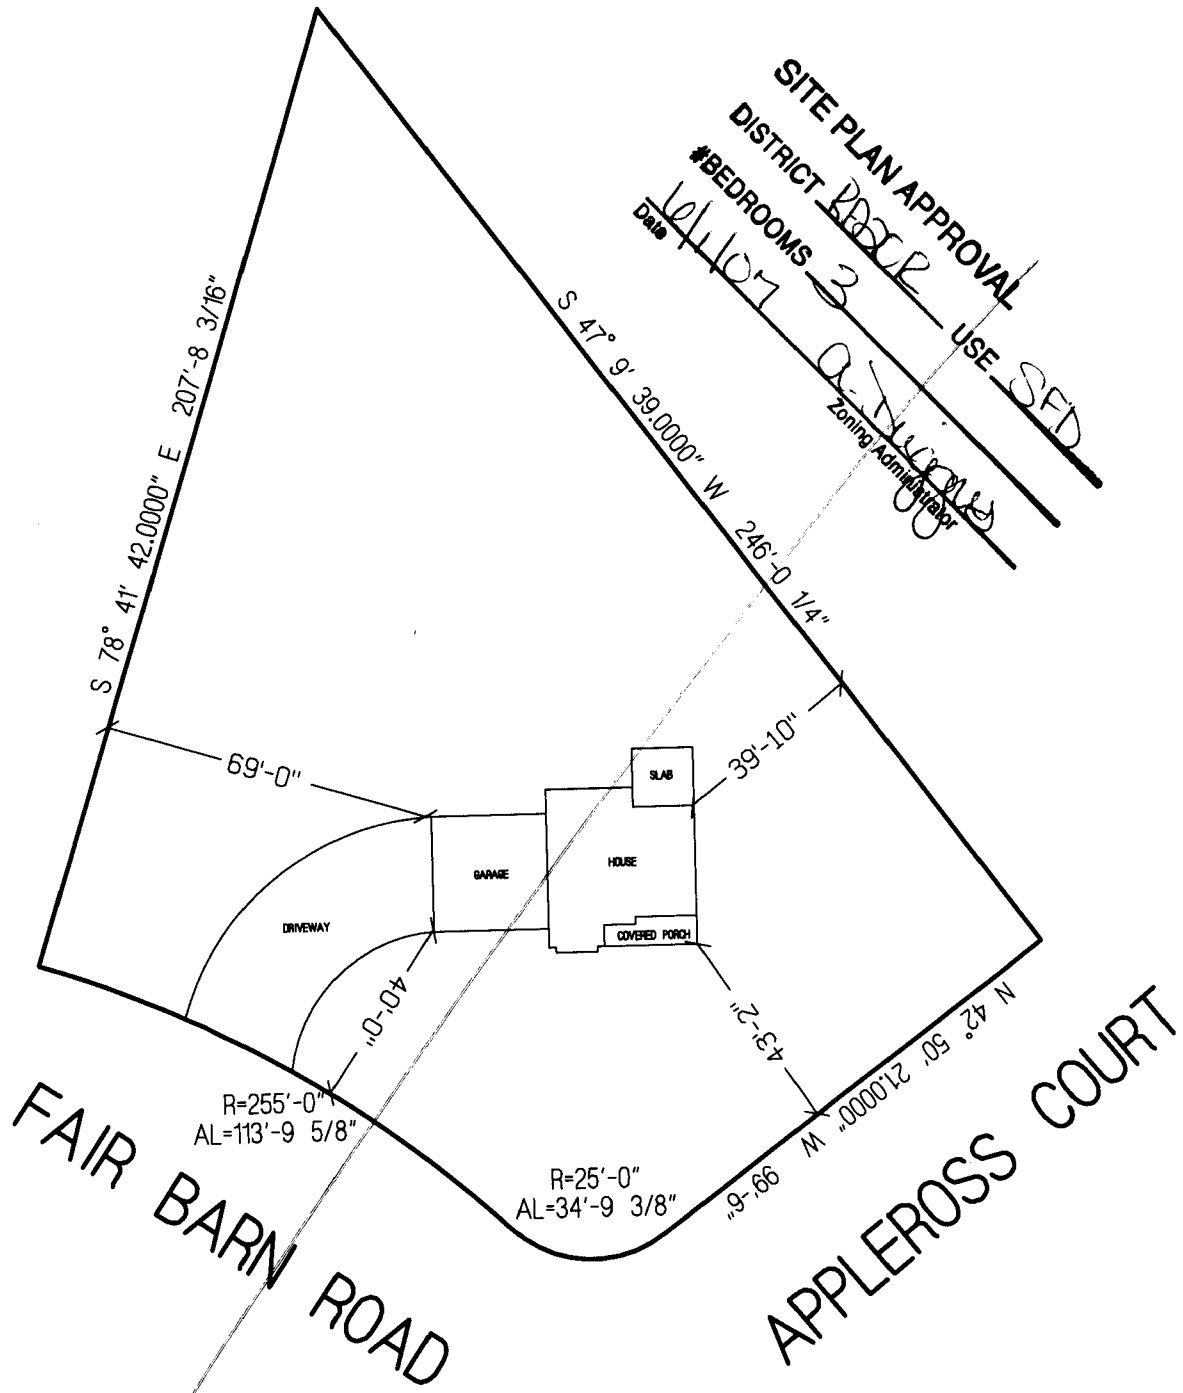 SITE PLAN APPROVAL
DISTRICT USE SFD
#BEDROOMS 3
6/1/07
Date
Zoning Administrator
S 78° 41' 42.0000" E 207'-8 3/16"
S 47° 9' 39.0000" W 246'-0 1/4"
69'-0"
39'-10"
SLAB
HOUSE
GARAGE
DRIVEWAY
COVERED PORCH
40'-0"
43'-2"
N 42° 50' 21.0000" W 99'-6"
R=255'-0"
AL=113'-9 5/8"
R=25'-0"
AL=34'-9 3/8"
FAIR BARN ROAD
APPLEROSS COURT